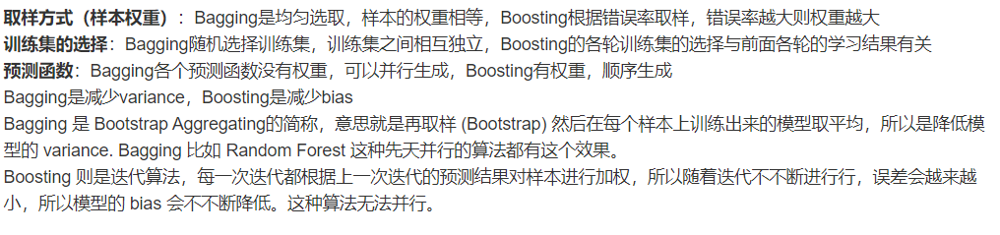 取样方式（样本权重）：Bagging是均匀选取，样本的权重相等，Boosting根据错误率取样，错误率越大则权重越大
训练集的选择：Bagging随机选择训练集，训练集之间相互独立，Boosting的各轮训练集的选择与前面各轮的学习结果有关
预测函数：Bagging各个预测函数没有权重，可以并行生成，Boosting有权重，顺序生成
Bagging是减少variance，Boosting是减少bias
Bagging 是 Bootstrap Aggregating的简称，意思就是再取样 (Bootstrap) 然后在每个样本上训练出来的模型取平均，所以是降低模
型的 variance. Bagging 比如 Random Forest 这种先天并行的算法都有这个效果。
Boosting 则是迭代算法，每一次迭代都根据上一次迭代的预测结果对样本进行加权，所以随着迭代不不断进行行，误差会越来越
小，所以模型的 bias 会不不断降低。这种算法无法并行。